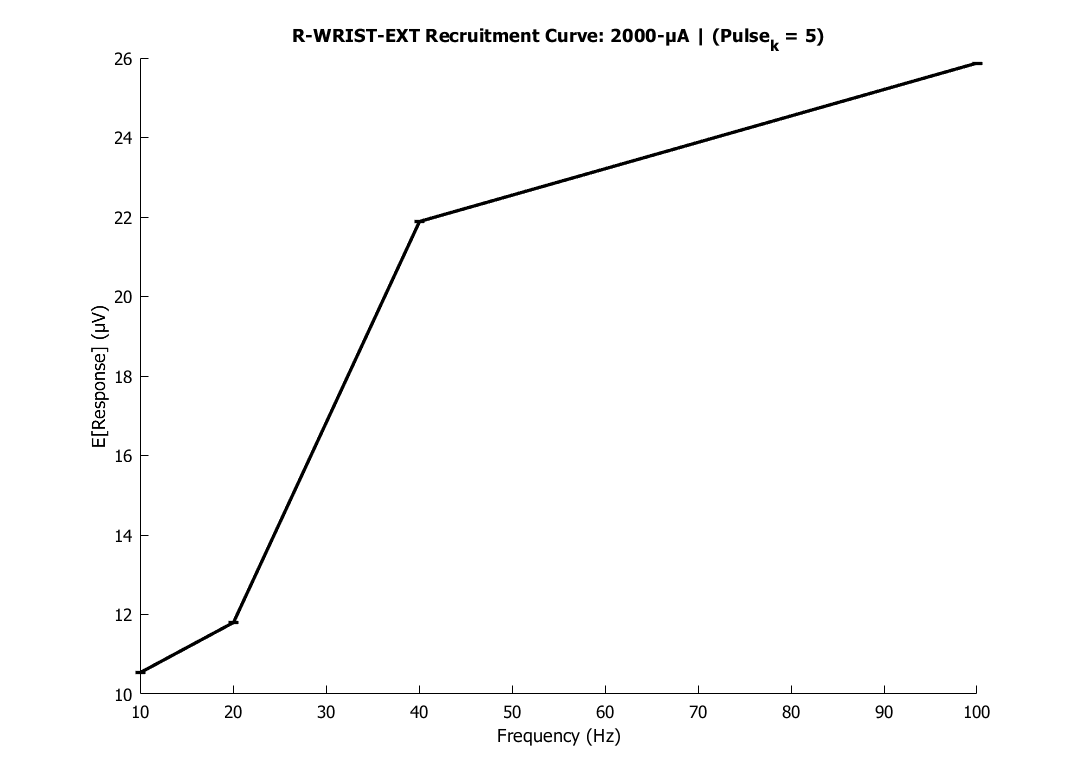 R-WRIST-EXT Recruitment Curve: 2000-µA | (Pulse_k = 5)
26
24
22
20
18
16
14
12
10
E[Response] (µV)
10 20 30 40 50 60 70 80 90 100
Frequency (Hz)